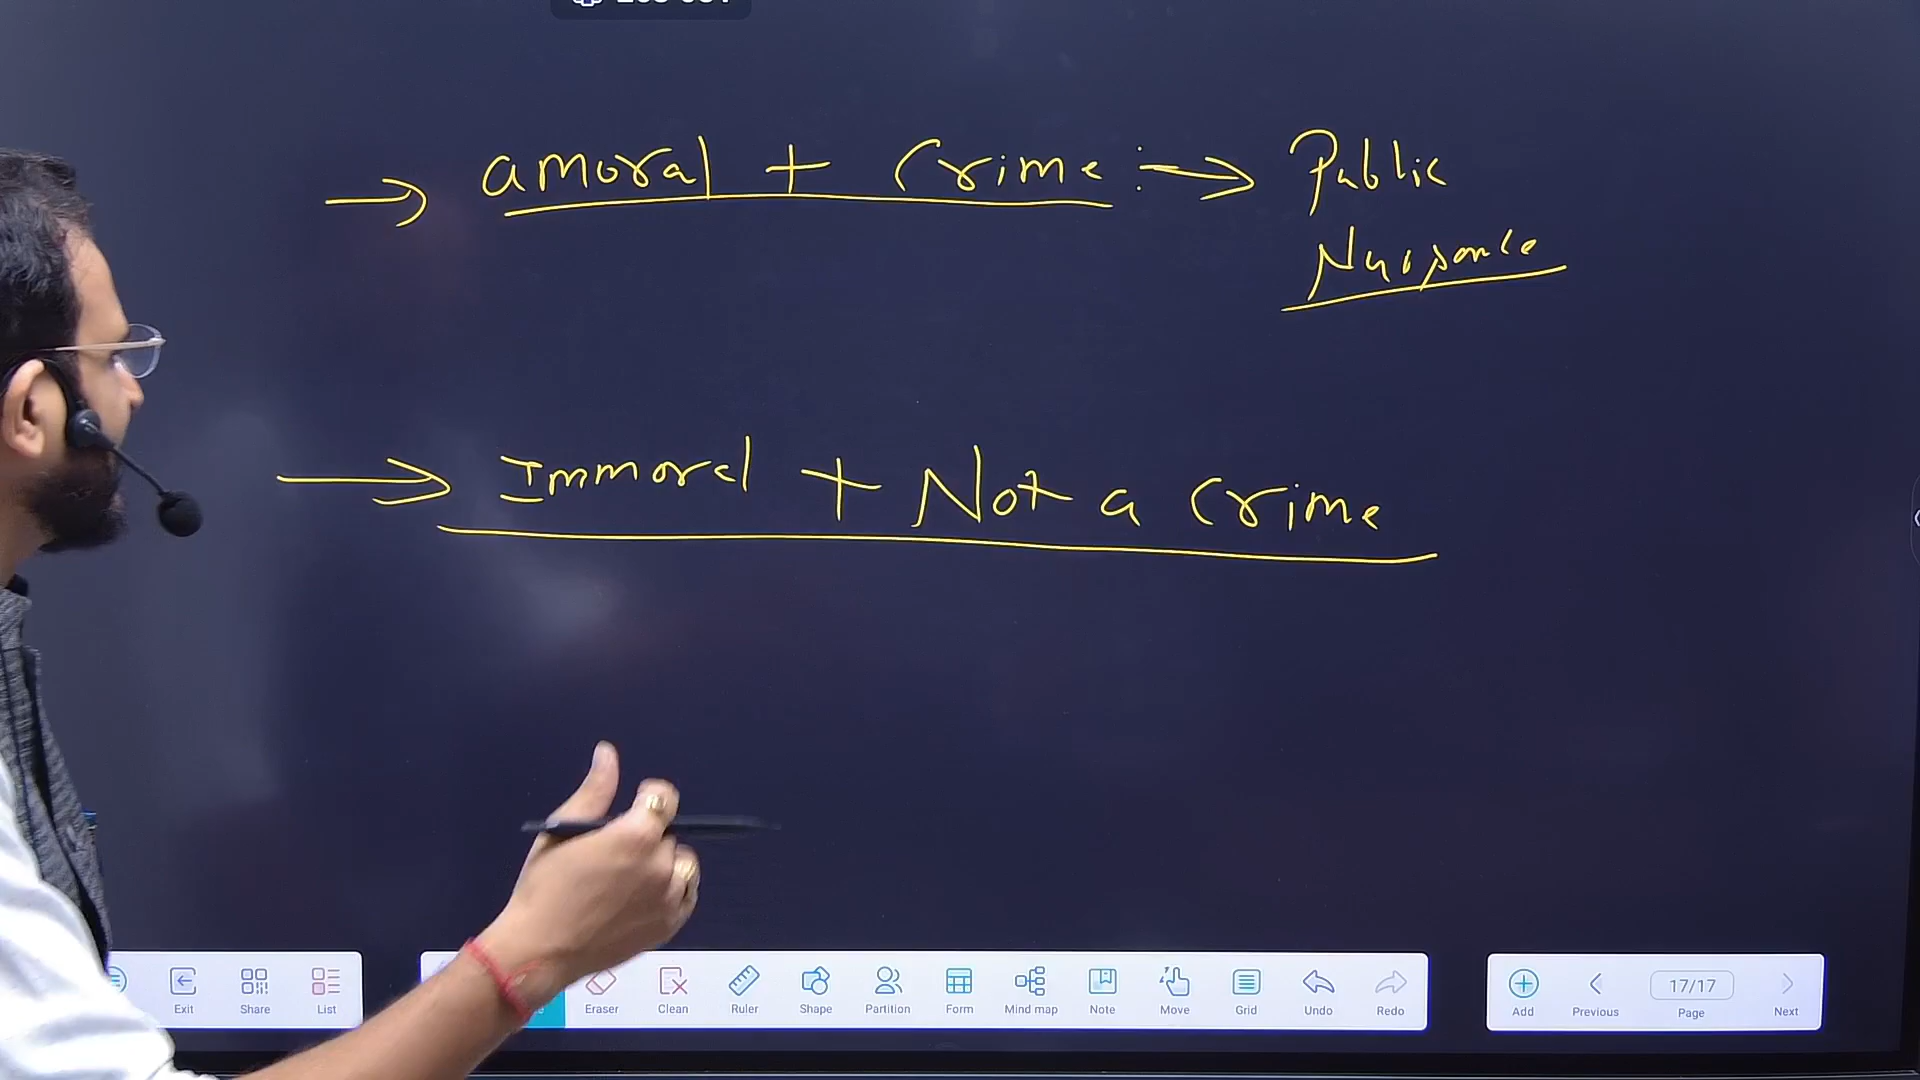 → amoral + Crime :→ Public
Nuisance
→ Immoral + Not a crime
Exit
Share
List
Eraser
Clean
Ruler
Shape
Partition
Form
Mind map
Note
Move
Grid
Undo
Redo
Add
Previous
17/17
Page
Next